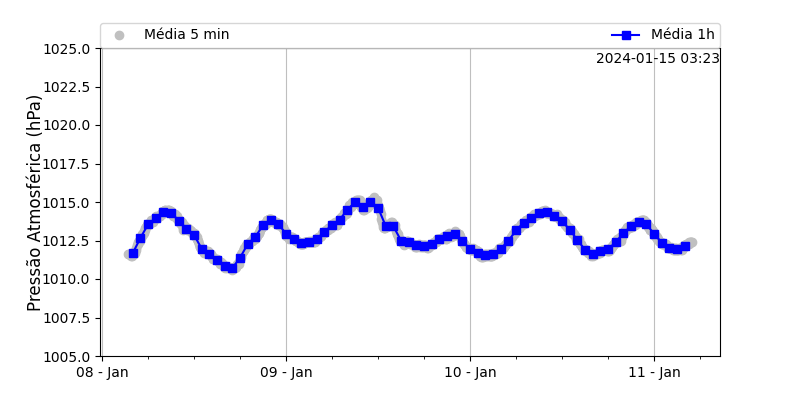 Média 5 min
Média 1h
2024-01-15 03:23
Pressão Atmosférica (hPa)
1025.0
1022.5
1020.0
1017.5
1015.0
1012.5
1010.0
1007.5
1005.0
08 - Jan
09 - Jan
10 - Jan
11 - Jan